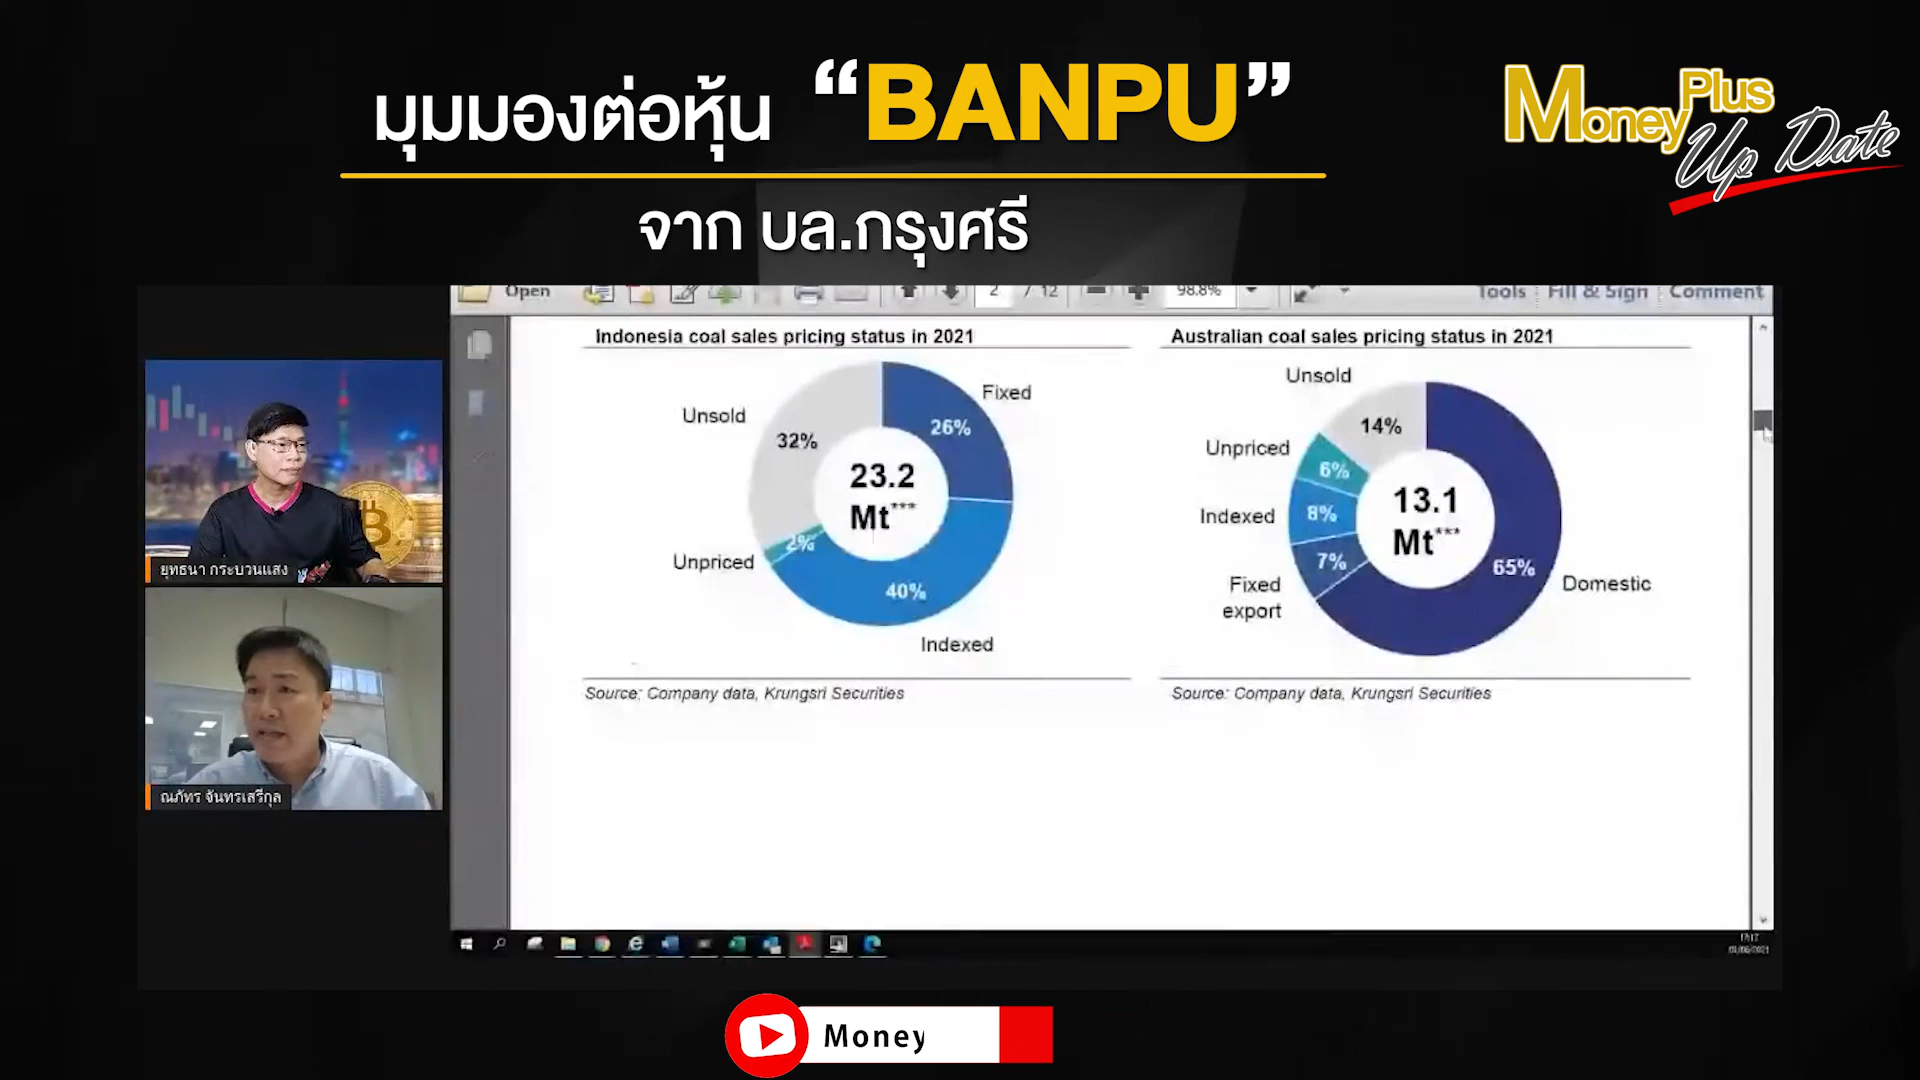 มุมมองต่อหุ้น “BANPU”
จาก บล.กรุงศรี
Money Plus
Up Date
Open
2 / 12
98.8%
Tools
Fill & Sign
Comment
Indonesia coal sales pricing status in 2021
Unsold
32%
Fixed
26%
23.2
Mt***
Unpriced
2%
40%
Indexed
Source: Company data, Krungsri Securities
Australian coal sales pricing status in 2021
Unsold
14%
Unpriced
6%
Indexed
8%
13.1
Mt***
7%
Fixed
export
65%
Domestic
Source: Company data, Krungsri Securities
ยุทธนา กระบวนแสง
ณภัทร จันทรเสรีกุล
17:17
Money